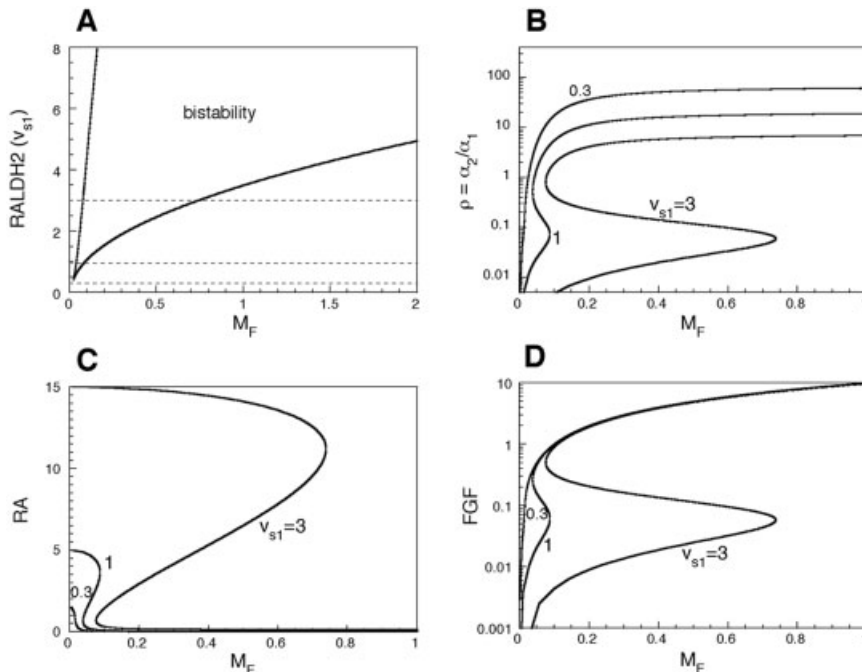 A
8
6
4
2
0
RALDH2 (vs1)
bistability
0
0.5
1
1.5
2
MF
B
100
10
1
0.1
0.01
ρ = α2/α1
0.3
vs1=3
1
0
0.2
0.4
0.6
0.8
MF
C
15
10
5
0
RA
1
0.3
vs1=3
0
0.2
0.4
0.6
0.8
1
MF
D
10
1
0.1
0.01
0.001
FGF
0.3
1
vs1=3
0
0.2
0.4
0.6
0.8
MF